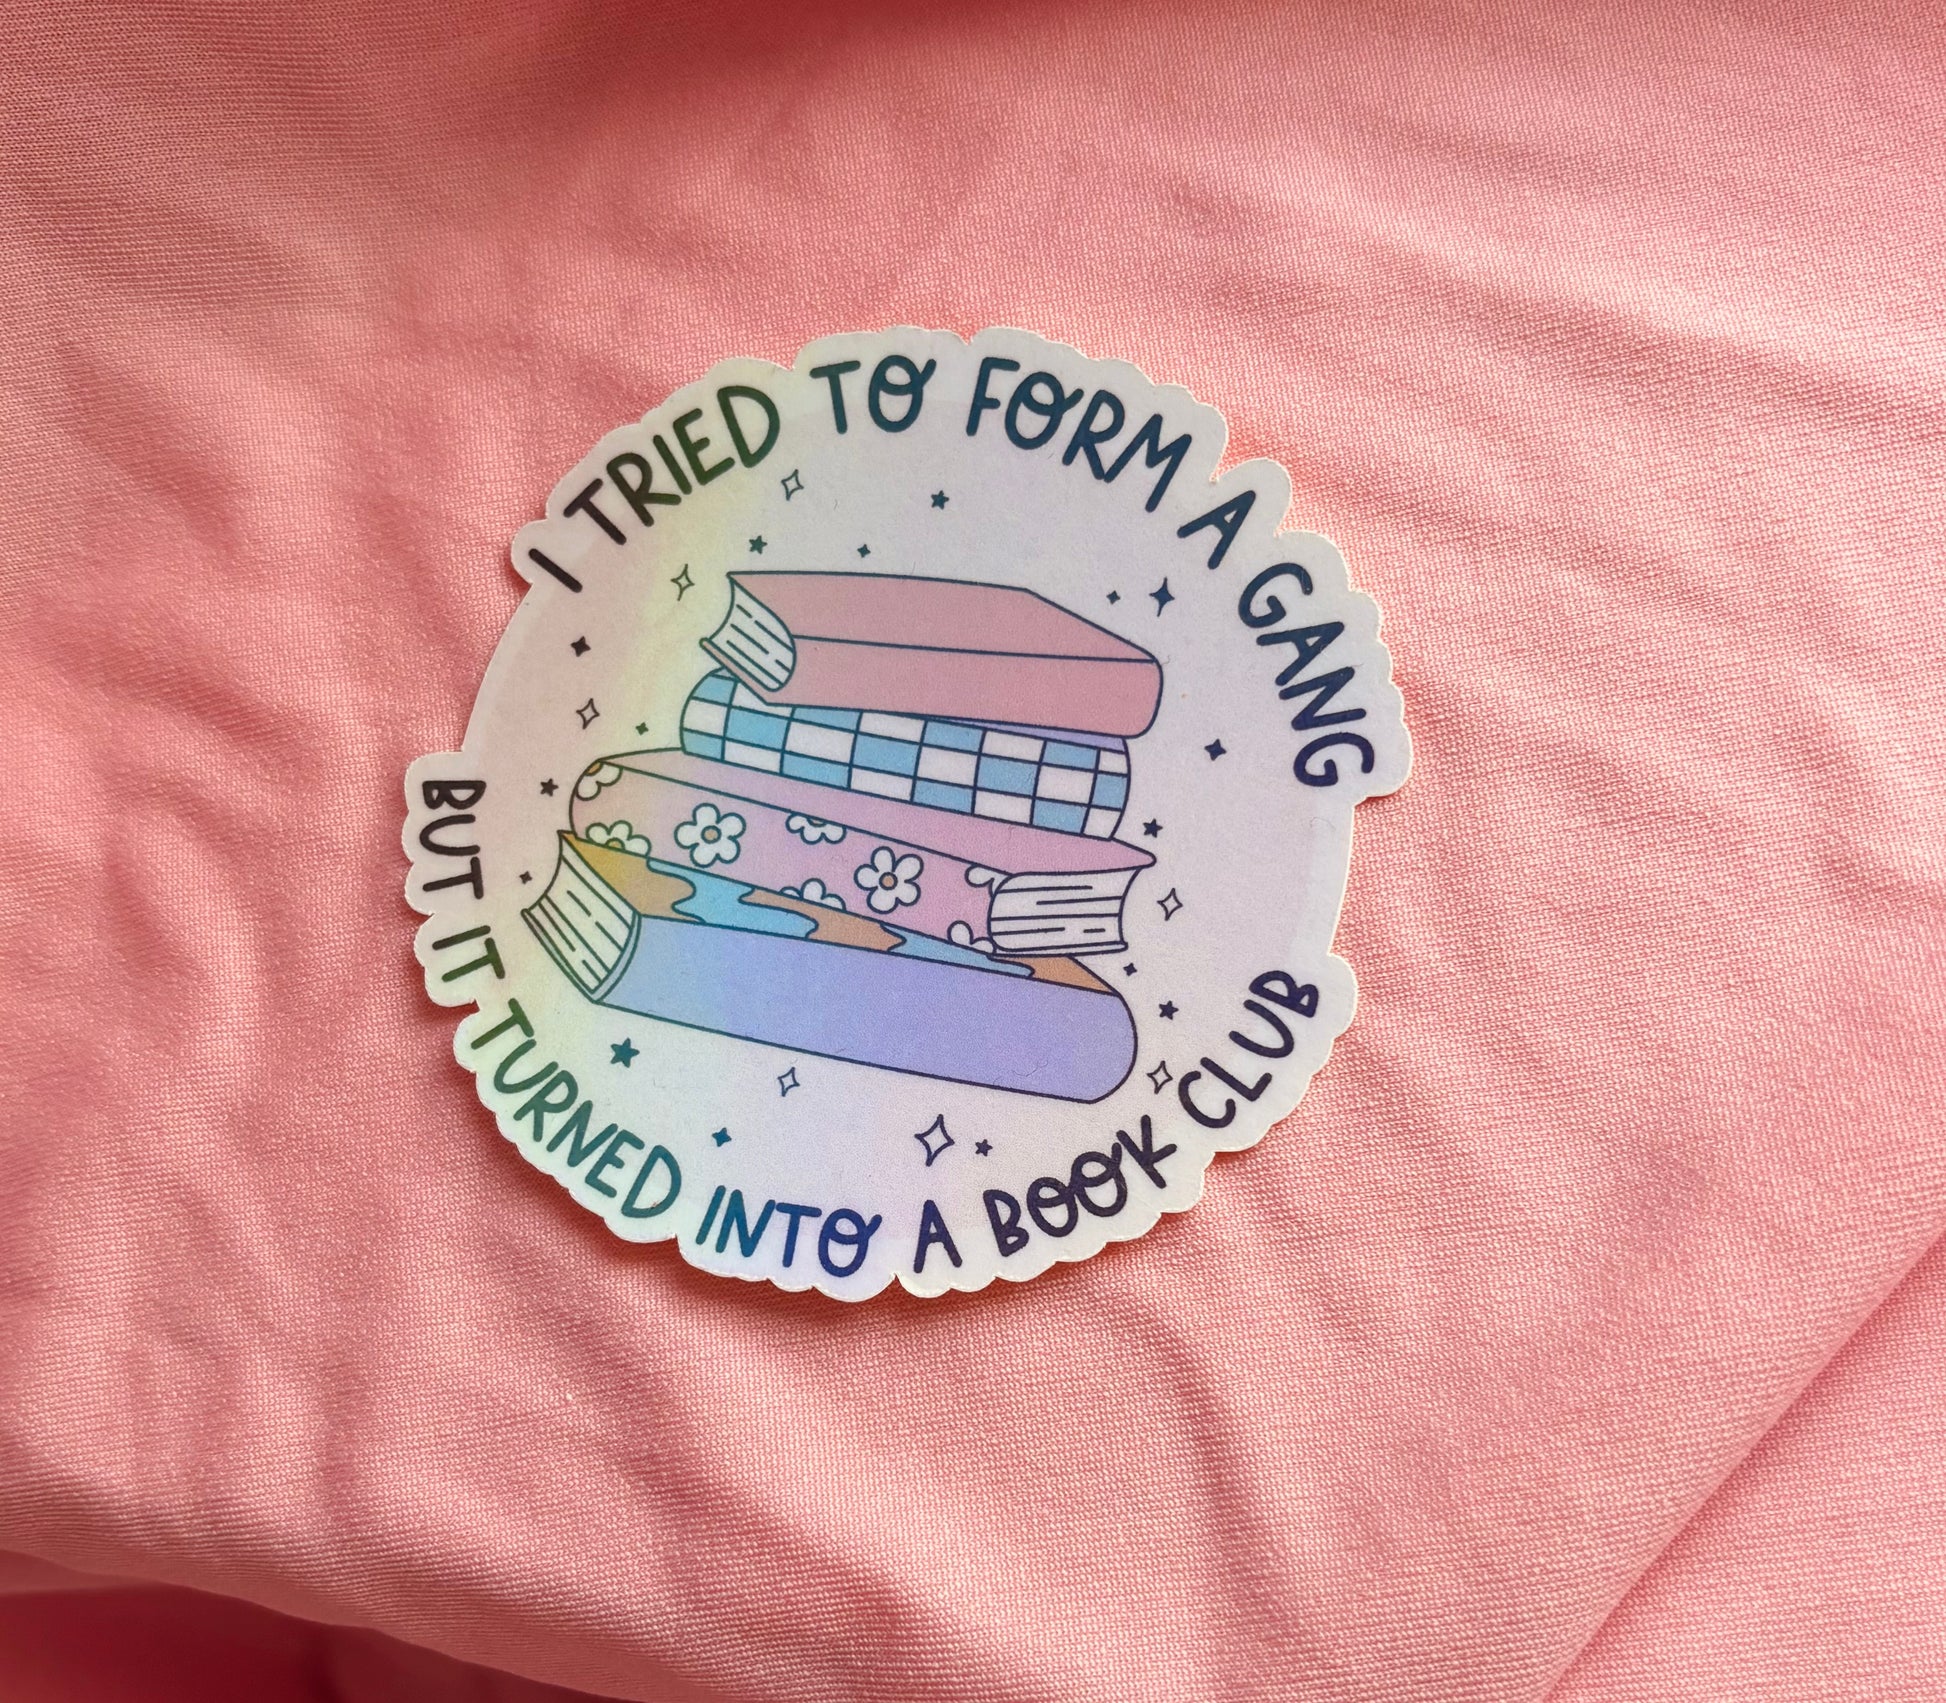 I TRIED TO FORM A GANG
BUT IT TURNED INTO A BOOK CLUB